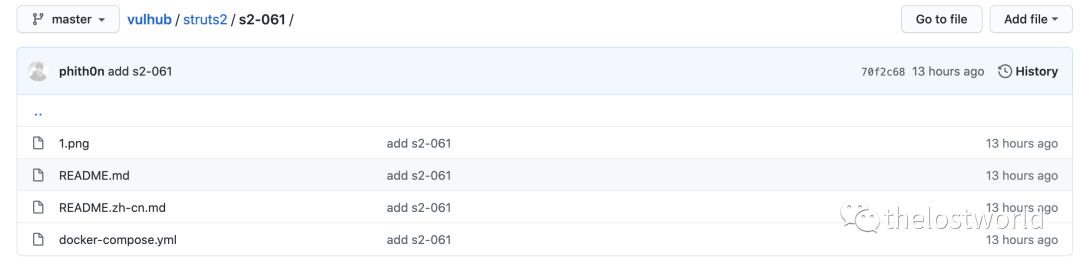 master vulhub / struts2 / s2-061 / Go to file Add file
phith0n add s2-061 70f2c68 13 hours ago History
..
1.png add s2-061 13 hours ago
README.md add s2-061 13 hours ago
README.zh-cn.md add s2-061 13 hours ago
thelostworld
docker-compose.yml add s2-061 13 hours ago